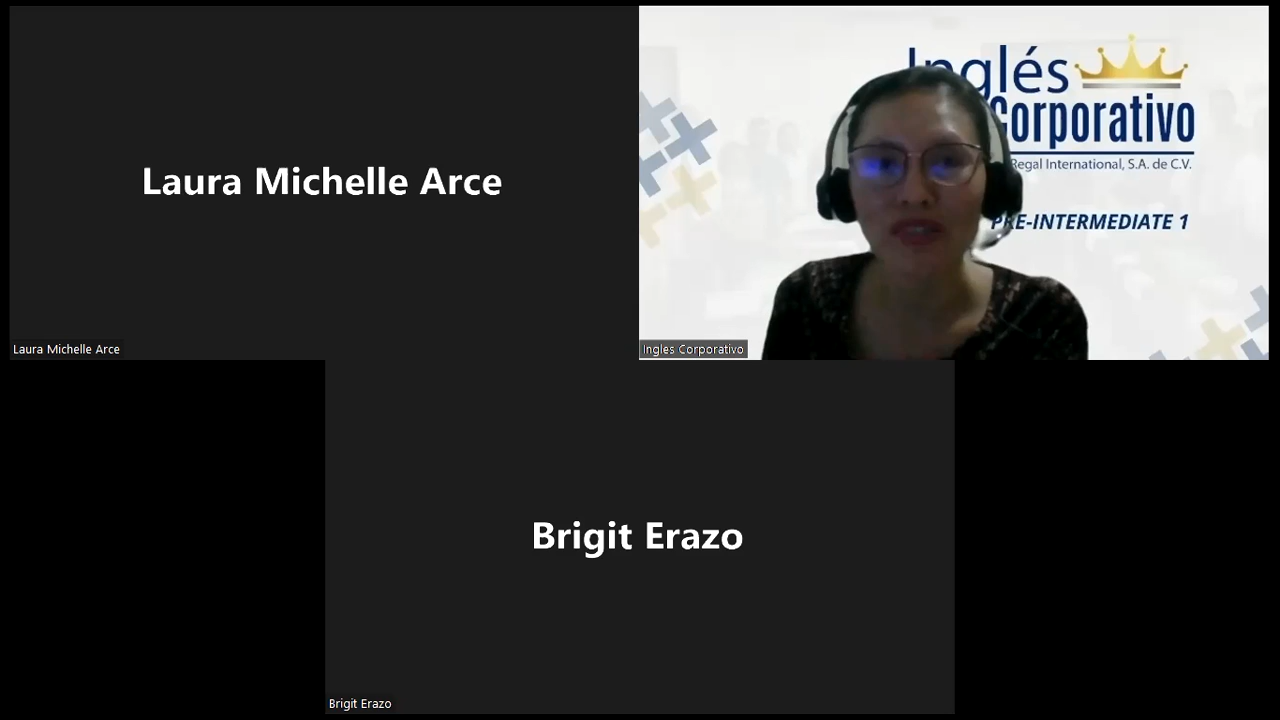 Laura Michelle Arce
Laura Michelle Arce
Inglés
Corporativo
Regal International, S.A. de C.V.
PRE-INTERMEDIATE 1
Ingles Corporativo
Brigit Erazo
Brigit Erazo